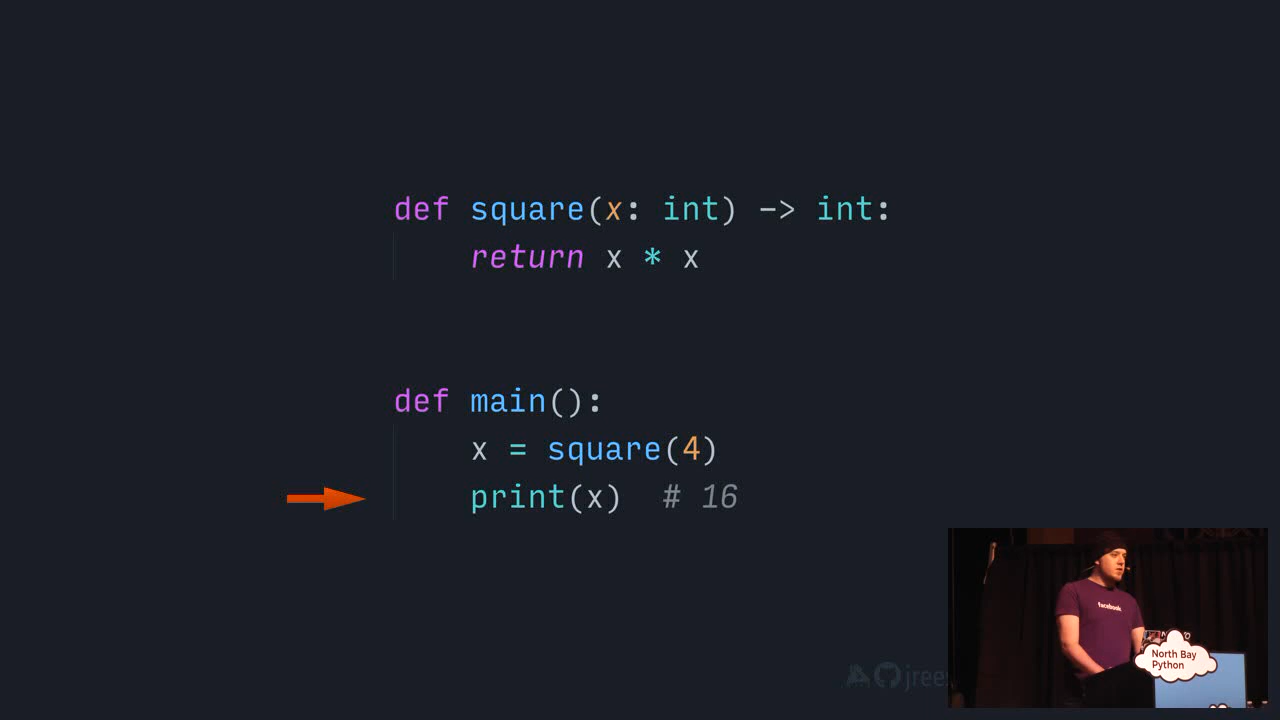 def square(x: int) -> int:
    return x * x
def main():
    x = square(4)
    print(x)  # 16
facebook
North Bay
Python